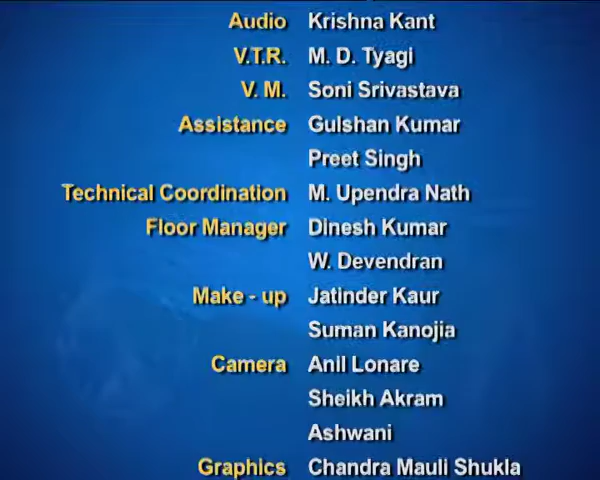 Audio Krishna Kant
V.T.R. M. D. Tyagi
V. M. Soni Srivastava
Assistance Gulshan Kumar
Preet Singh
Technical Coordination M. Upendra Nath
Floor Manager Dinesh Kumar
W. Devendran
Make - up Jatinder Kaur
Suman Kanojia
Camera Anil Lonare
Sheikh Akram
Ashwani
Graphics Chandra Mauli Shukla